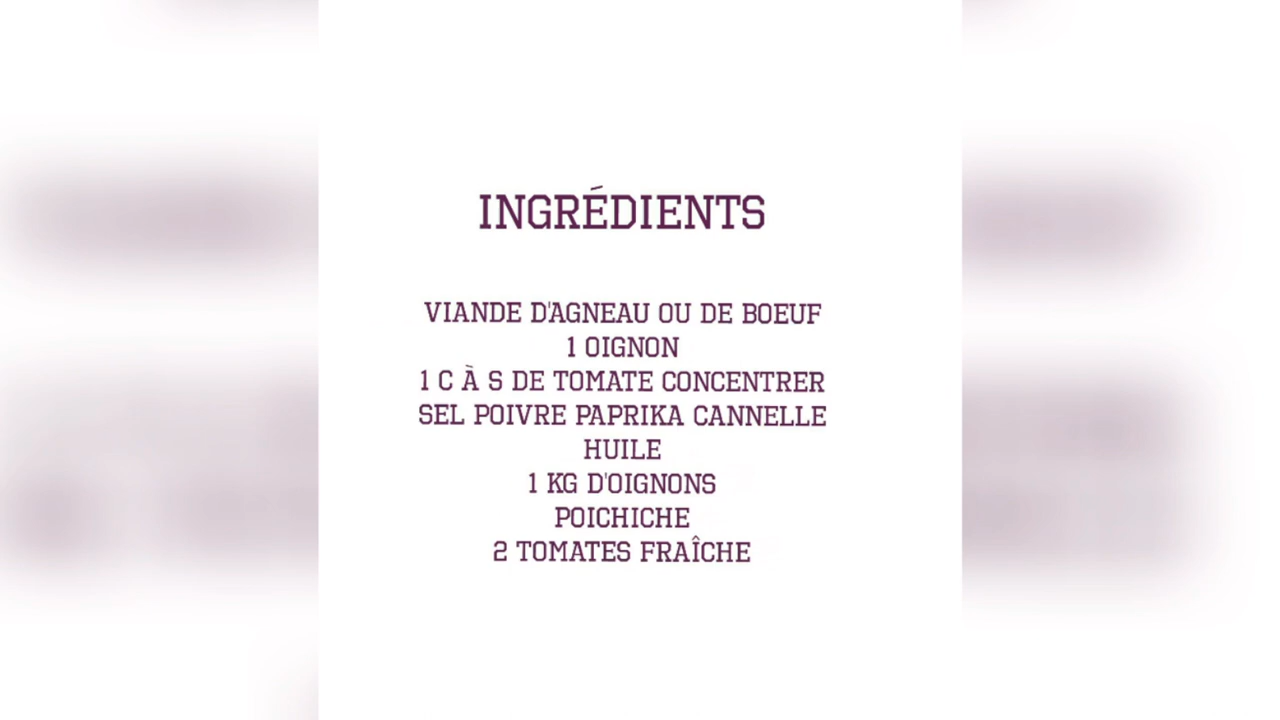 INGRÉDIENTS
VIANDE D'AGNEAU OU DE BOEUF
1 OIGNON
1 C À S DE TOMATE CONCENTRER
SEL POIVRE PAPRIKA CANNELLE
HUILE
1 KG D'OIGNONS
POICHICHE
2 TOMATES FRAÎCHE